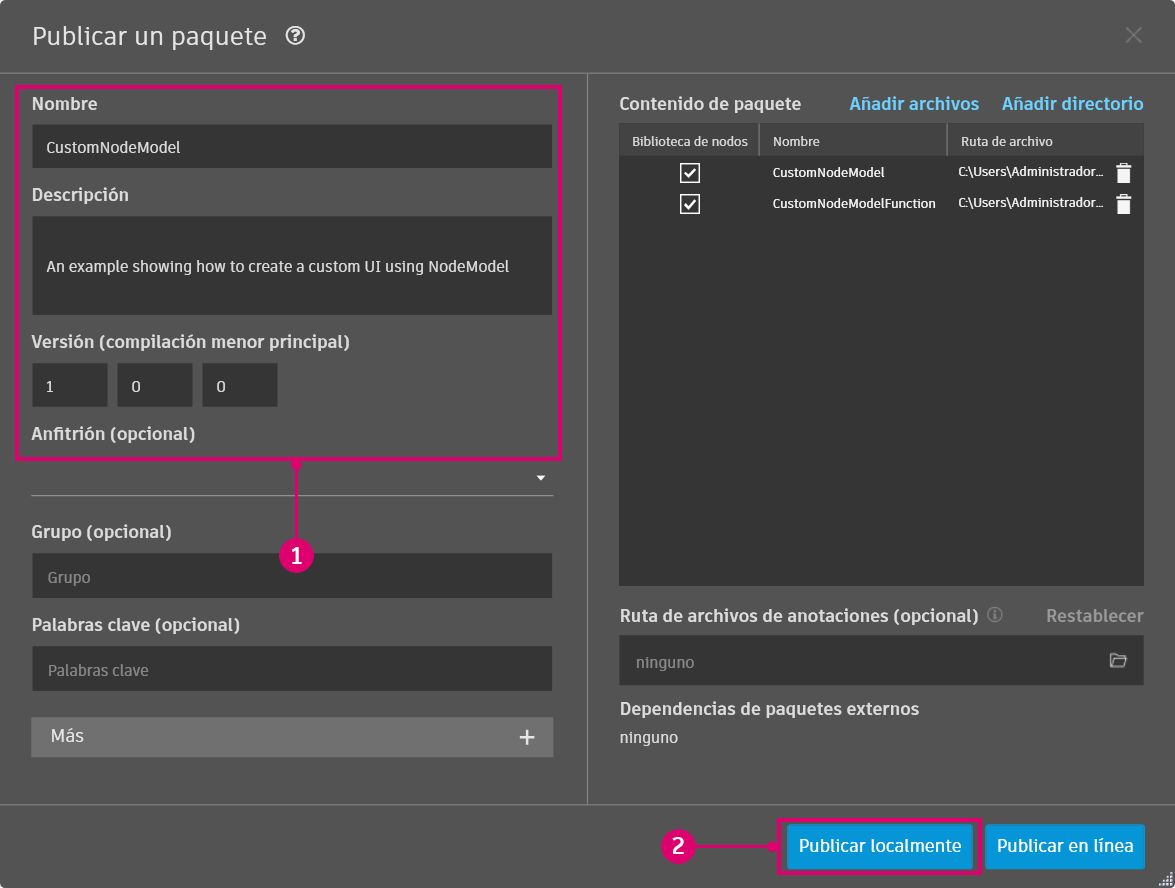 Publicar un paquete
Nombre
CustomNodeModel
Descripción
An example showing how to create a custom UI using NodeModel
Versión (compilación menor principal)
1 0 0
Anfitrión (opcional)
1
Grupo (opcional)
Grupo
Palabras clave (opcional)
Palabras clave
Más
Contenido de paquete Añadir archivos Añadir directorio
Biblioteca de nodos Nombre Ruta de archivo
CustomNodeModel C:\Users\Administrador...
CustomNodeModelFunction C:\Users\Administrador...
Ruta de archivos de anotaciones (opcional) Restablecer
ninguno
Dependencias de paquetes externos
ninguno
2 Publicar localmente Publicar en línea